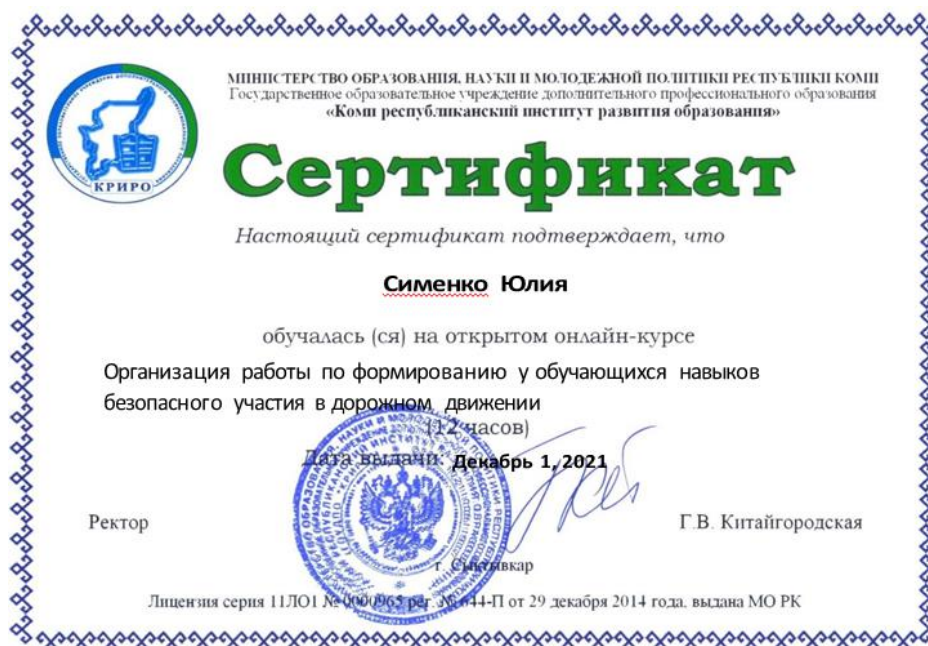 МИНИСТЕРСТВО ОБРАЗОВАНИЯ, НАУКИ И МОЛОДЕЖНОЙ ПОЛИТИКИ РЕСПУБЛИКИ КОМИ
Государственное образовательное учреждение дополнительного профессионального образования
«Коми республиканский институт развития образования»
КРИРО
Сертификат
Настоящий сертификат подтверждает, что
Сименко Юлия
обучалась (ся) на открытом онлайн-курсе
Организация работы по формированию у обучающихся навыков
безопасного участия в дорожном движении
(12 часов)
Дата выдачи: Декабрь 1, 2021
Ректор
Г.В. Китайгородская
г. Сыктывкар
Лицензия серия 11ЛО1 № 0000965 рег. № 644-П от 29 декабря 2014 года. выдана МО РК